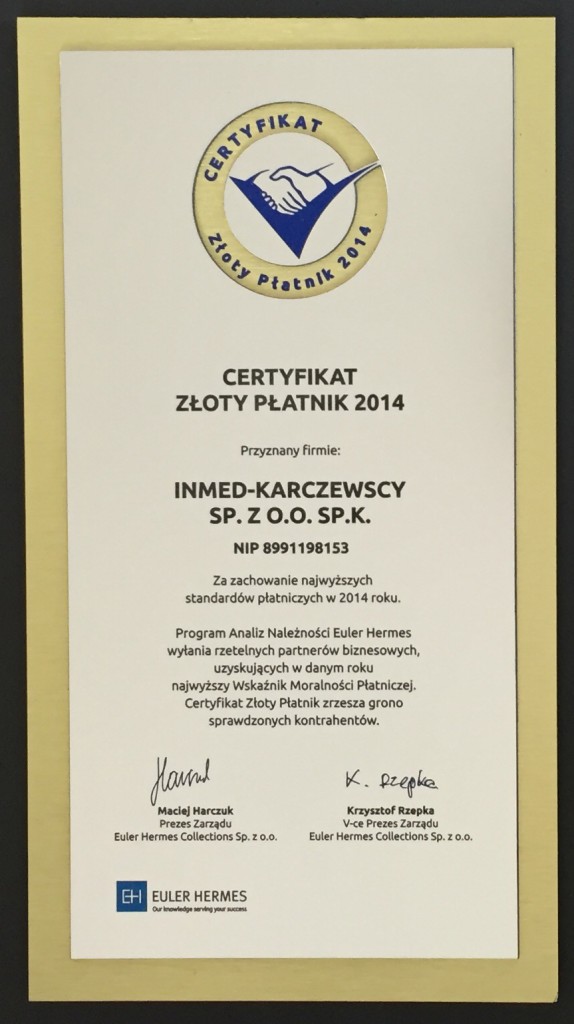 CERTYFIKAT
Złoty Płatnik 2014
CERTYFIKAT
ZŁOTY PŁATNIK 2014
Przyznany firmie:
INMED-KARCZEWSCY
SP. Z O.O. SP.K.
NIP 8991198153
Za zachowanie najwyższych
standardów płatniczych w 2014 roku.
Program Analiz Należności Euler Hermes
wyłania rzetelnych partnerów biznesowych,
uzyskujących w danym roku
najwyższy Wskaźnik Moralności Płatniczej.
Certyfikat Złoty Płatnik zrzesza grono
sprawdzonych kontrahentów.
K. Rzepka
Maciej Harczuk
Prezes Zarządu
Euler Hermes Collections Sp. z o.o.
Krzysztof Rzepka
V-ce Prezes Zarządu
Euler Hermes Collections Sp. z o.o.
EH EULER HERMES
Our knowledge serving your success